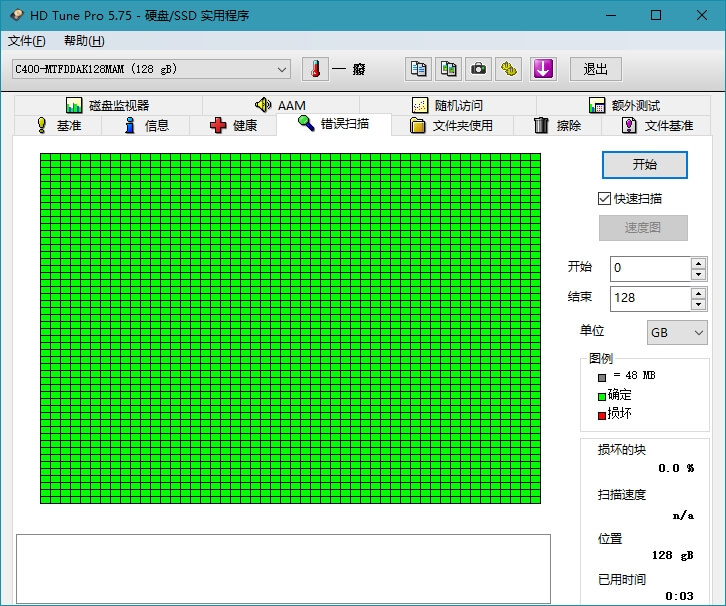 HD Tune Pro 5.75 - 硬盘/SSD 实用程序
文件(F) 帮助(H)
C400-MTFDDAK128MAM (128 gB) 一 癈 退出
磁盘监视器 AAM 随机访问 额外测试
基准 信息 健康 错误扫描 文件夹使用 擦除 文件基准
开始
快速扫描
速度图
开始 0
结束 128
单位 GB
图例
= 48 MB
确定
损坏
损坏的块
0.0 %
扫描速度
n/a
位置
128 gB
已用时间
0:03